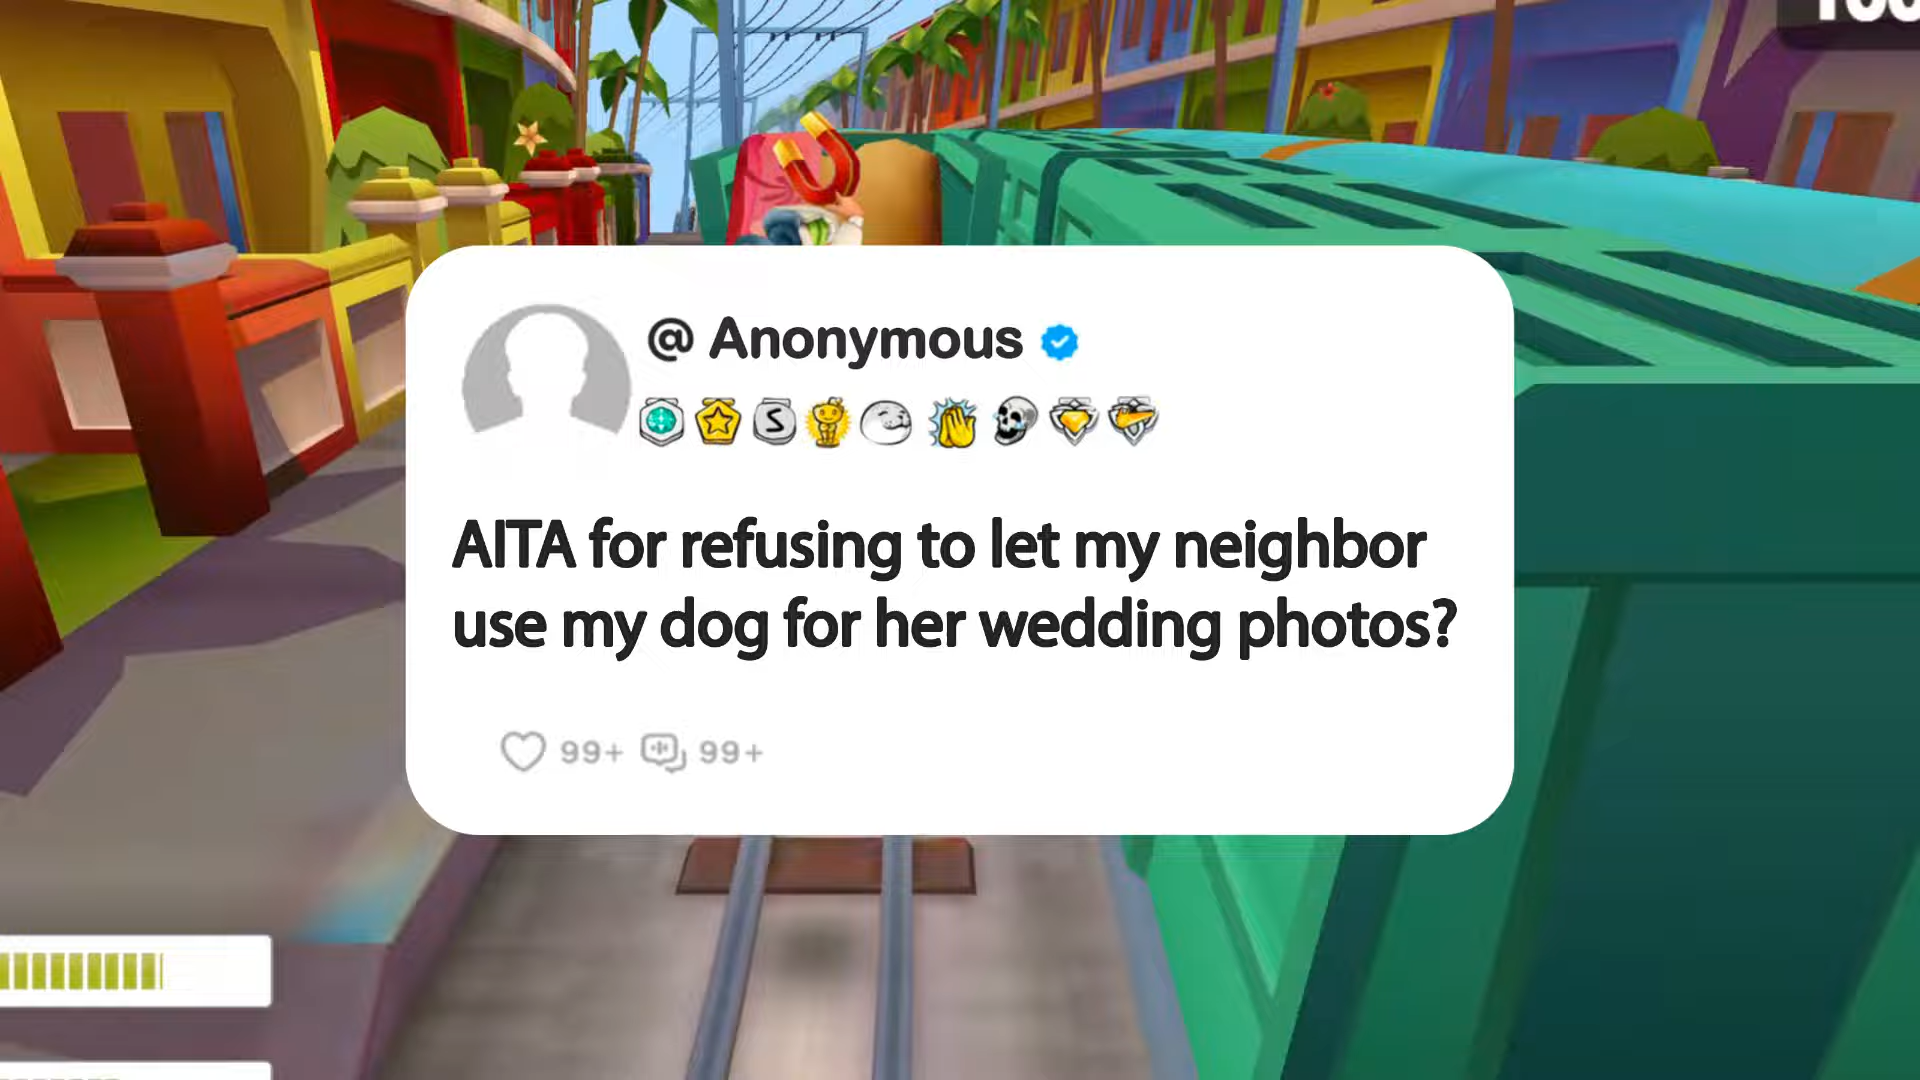 @ Anonymous
AITA for refusing to let my neighbor
use my dog for her wedding photos?
99+ 99+